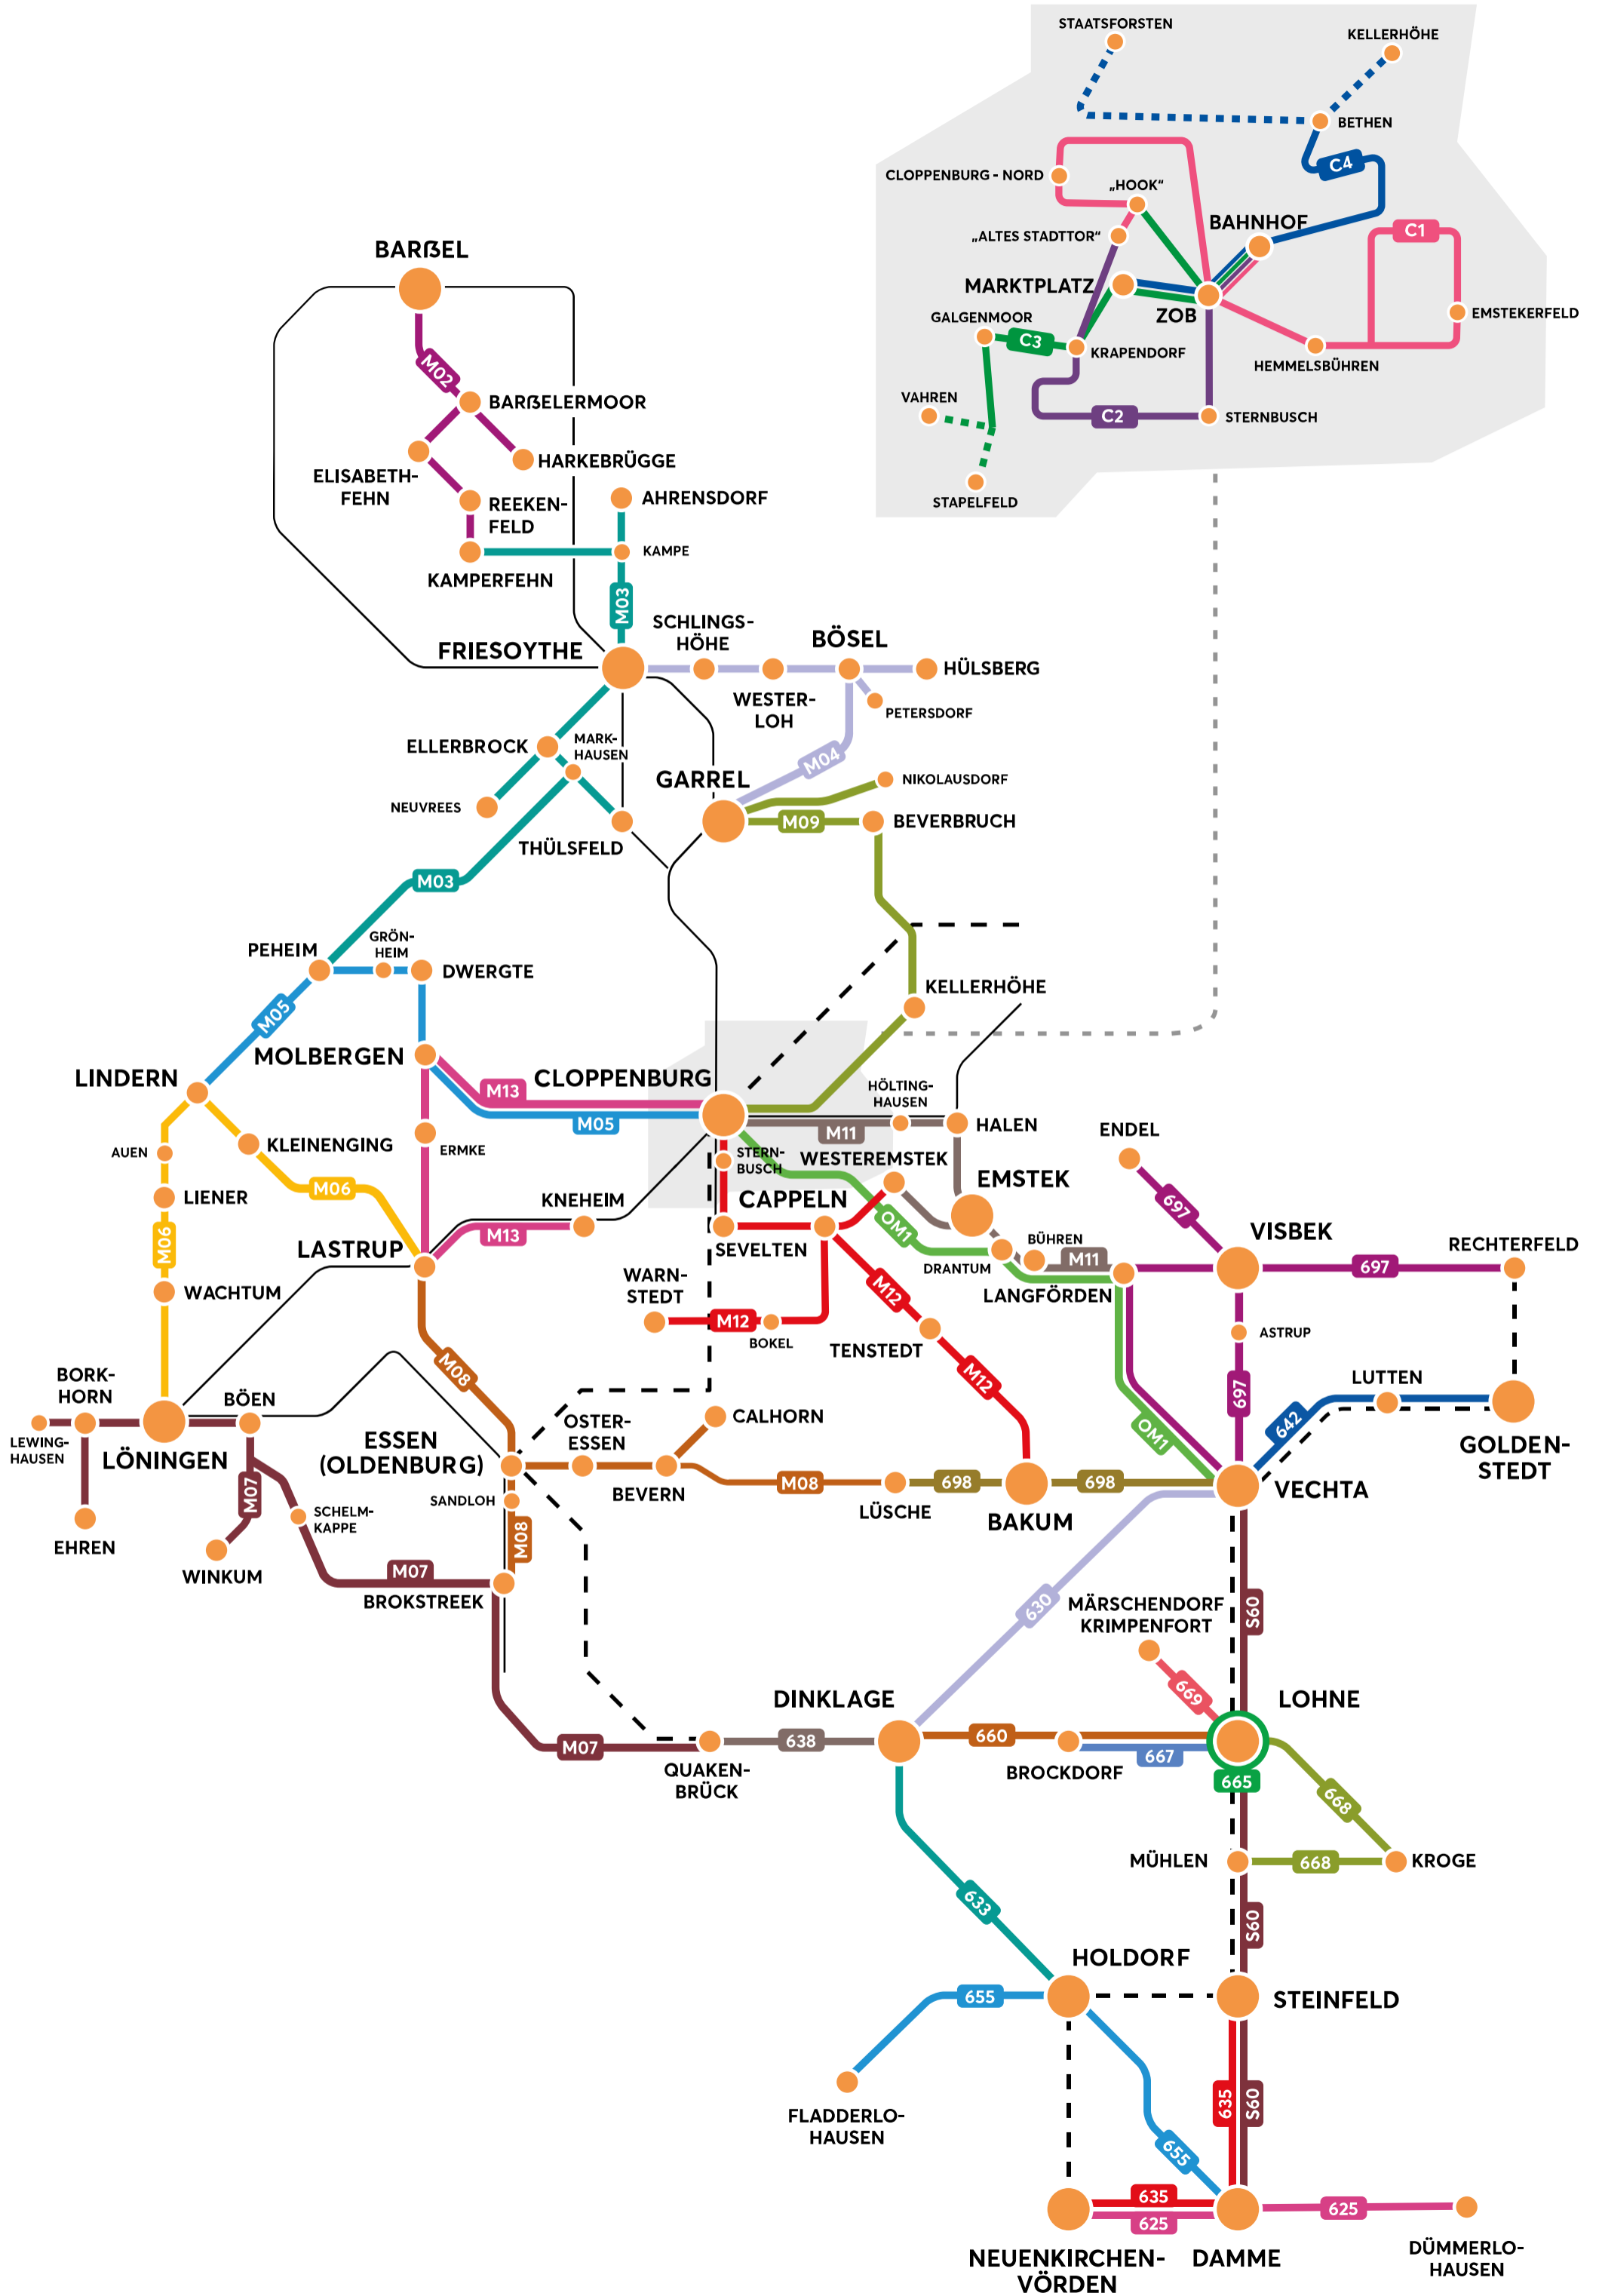 STAATSFORSTEN
KELLERHÖHE
BETHEN
C4
CLOPPENBURG - NORD
„HOOK“
BAHNHOF
„ALTES STADTTOR“
C1
MARKTPLATZ
ZOB
EMSTEKERFELD
GALGENMOOR
C3
KRAPENDORF
HEMMELSBÜHREN
VAHREN
C2
STERNBUSCH
STAPELFELD
BARẞEL
M02
BARẞELERMOOR
HARKEBRÜGGE
ELISABETH-
FEHN
REEKEN-
FELD
AHRENSDORF
KAMPE
KAMPERFEHN
M03
SCHLINGS-
HÖHE
BÖSEL
FRIESOYTHE
HÜLSBERG
WESTER-
LOH
PETERSDORF
ELLERBROCK
MARK-
HAUSEN
M04
GARREL
NIKOLAUSDORF
NEUVREES
M09
BEVERBRUCH
THÜLSFELD
M03
PEHEIM
GRÖN-
HEIM
DWERGTE
KELLERHÖHE
M05
MOLBERGEN
LINDERN
M13
CLOPPENBURG
M05
HÖLTING-
HAUSEN
M11
HALEN
ENDEL
AUEN
KLEINENGING
ERMKE
STERN-
BUSCH
WESTEREMSTEK
EMSTEK
LIENER
M06
KNEHEIM
CAPPELN
697
M06
M13
LASTRUP
SEVELTEN
OM1
BÜHREN
M11
DRANTUM
VISBEK
RECHTERFELD
697
WACHTUM
WARN-
STEDT
M12
M12
BOKEL
LANGFÖRDEN
TENSTEDT
ASTRUP
BORK-
HORN
BÖEN
M08
M12
697
LUTTEN
LEWING-
HAUSEN
LÖNINGEN
ESSEN
(OLDENBURG)
OSTER-
ESSEN
CALHORN
OM1
642
GOLDEN-
STEDT
M07
SANDLOH
BEVERN
M08
LÜSCHE
698
BAKUM
698
VECHTA
SCHELM-
KAPPE
M08
EHREN
WINKUM
M07
BROKSTREEK
630
MÄRSCHENDORF
KRIMPENFORT
S60
669
DINKLAGE
LOHNE
M07
638
660
667
QUAKEN-
BRÜCK
BROCKDORF
665
668
MÜHLEN
668
KROGE
633
S60
HOLDORF
655
STEINFELD
FLADDERLO-
HAUSEN
635
S60
655
635
625
625
NEUENKIRCHEN-
VÖRDEN
DAMME
DÜMMERLO-
HAUSEN